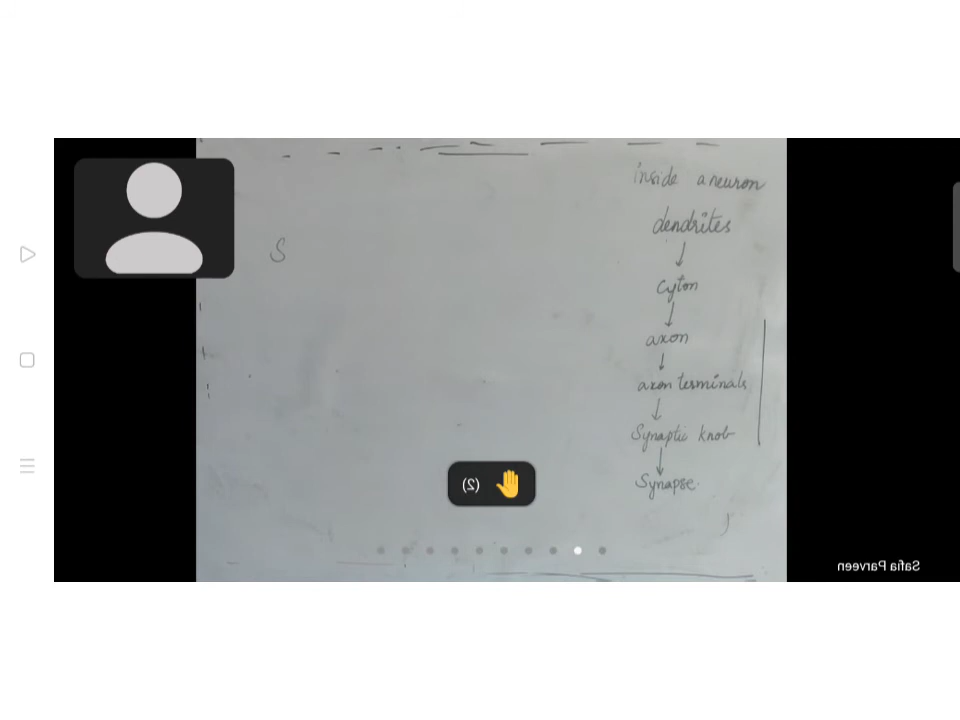 S
inside a neuron
dendrites
↓
Cyton
↓
axon
↓
axon terminals
↓
Synaptic knob
↓
Synapse.
(2)
Safia Parveen